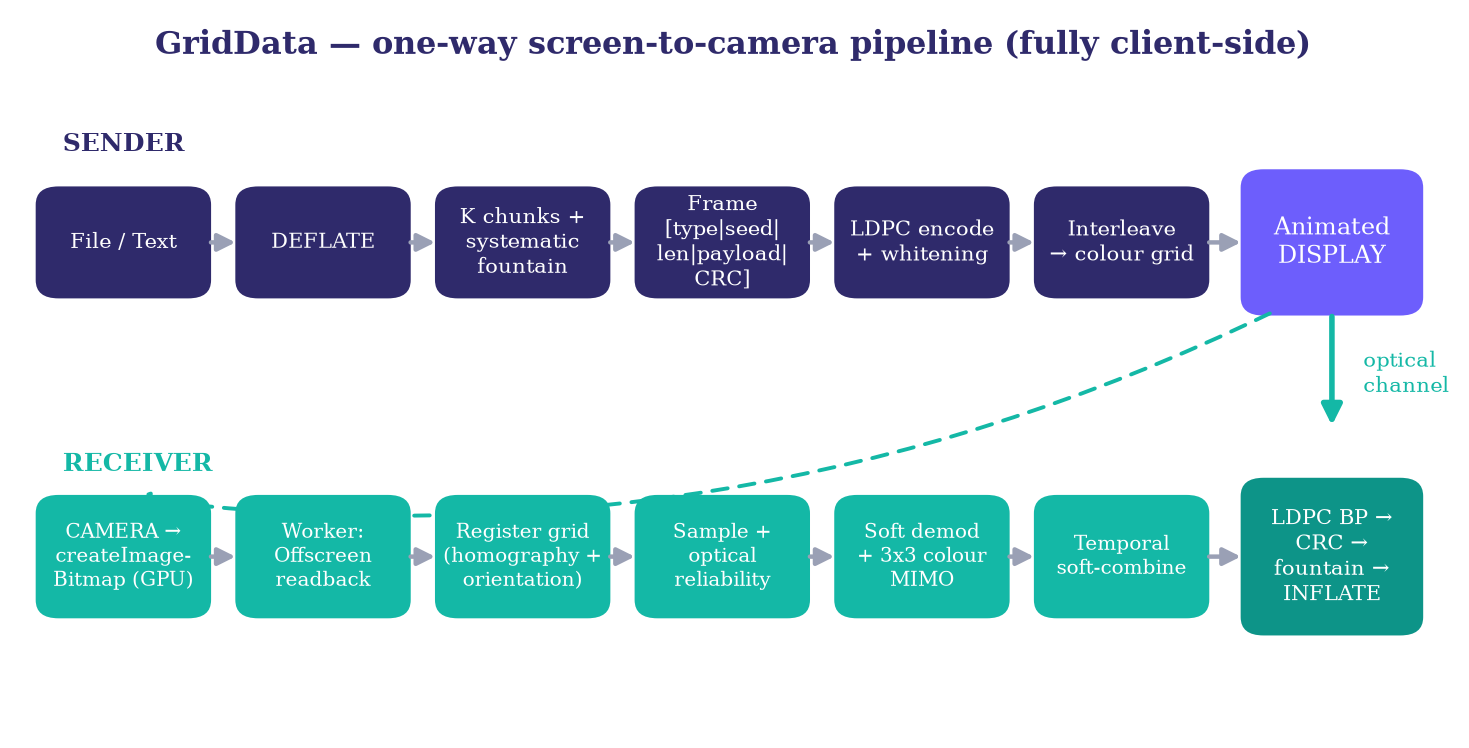 GridData — one-way screen-to-camera pipeline (fully client-side)
SENDER
File / Text
DEFLATE
K chunks +
systematic
fountain
Frame
[type|seed|
len|payload|
CRC]
LDPC encode
+ whitening
Interleave
→ colour grid
Animated
DISPLAY
optical
channel
RECEIVER
CAMERA →
createImage-
Bitmap (GPU)
Worker:
Offscreen
readback
Register grid
(homography +
orientation)
Sample +
optical
reliability
Soft demod
+ 3x3 colour
MIMO
Temporal
soft-combine
LDPC BP →
CRC →
fountain →
INFLATE